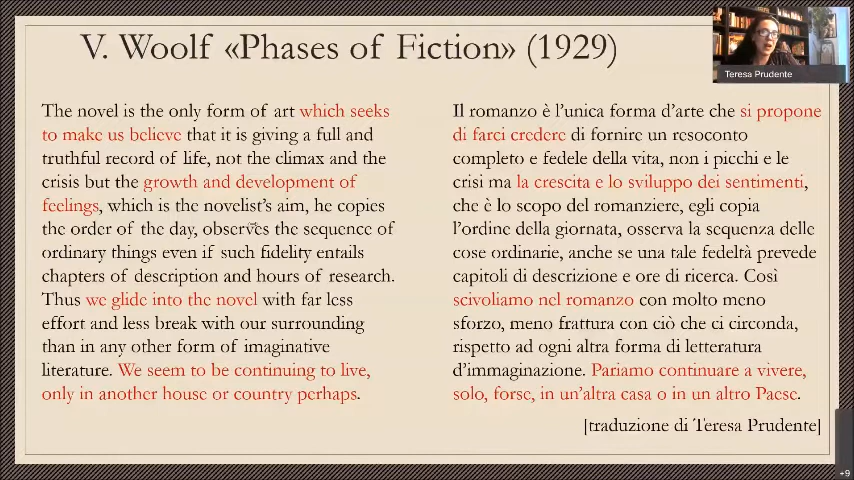 V. Woolf «Phases of Fiction» (1929)
Teresa Prudente
The novel is the only form of art which seeks
to make us believe that it is giving a full and
truthful record of life, not the climax and the
crisis but the growth and development of
feelings, which is the novelist's aim, he copies
the order of the day, observes the sequence of
ordinary things even if such fidelity entails
chapters of description and hours of research.
Thus we glide into the novel with far less
effort and less break with our surrounding
than in any other form of imaginative
literature. We seem to be continuing to live,
only in another house or country perhaps.
Il romanzo è l'unica forma d'arte che si propone
di farci credere di fornire un resoconto
completo e fedele della vita, non i picchi e le
crisi ma la crescita e lo sviluppo dei sentimenti,
che è lo scopo del romanziere, egli copia
l'ordine della giornata, osserva la sequenza delle
cose ordinarie, anche se una tale fedeltà prevede
capitoli di descrizione e ore di ricerca. Così
scivoliamo nel romanzo con molto meno
sforzo, meno frattura con ciò che ci circonda,
rispetto ad ogni altra forma di letteratura
d'immaginazione. Pariamo continuare a vivere,
solo, forse, in un'altra casa o in un altro Paese.
[traduzione di Teresa Prudente]
+9